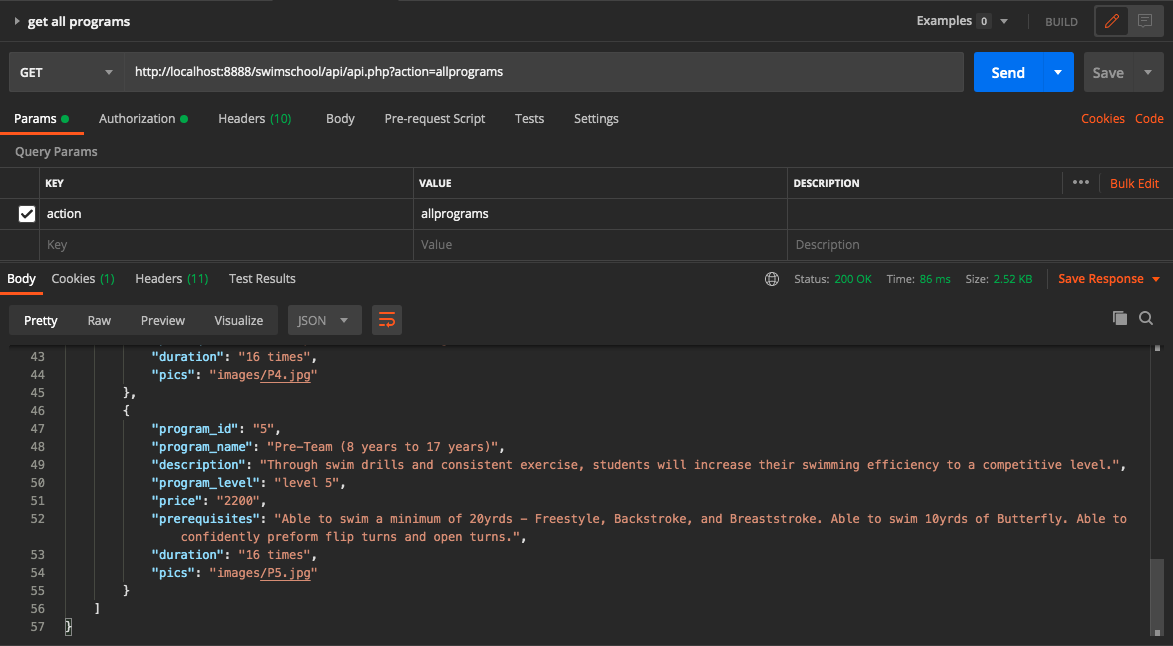 get all programs
Examples 0
BUILD
GET
http://localhost:8888/swimschool/api/api.php?action=allprograms
Send
Save
Params
Authorization
Headers (10)
Body
Pre-request Script
Tests
Settings
Cookies
Code
Query Params
KEY
VALUE
DESCRIPTION
Bulk Edit
action
allprograms
Key
Value
Description
Body
Cookies (1)
Headers (11)
Test Results
Status: 200 OK
Time: 86 ms
Size: 2.52 KB
Save Response
Pretty
Raw
Preview
Visualize
JSON
43 "duration": "16 times",
44 "pics": "images/P4.jpg"
45 },
46 {
47 "program_id": "5",
48 "program_name": "Pre-Team (8 years to 17 years)",
49 "description": "Through swim drills and consistent exercise, students will increase their swimming efficiency to a competitive level.",
50 "program_level": "level 5",
51 "price": "2200",
52 "prerequisites": "Able to swim a minimum of 20yrds – Freestyle, Backstroke, and Breaststroke. Able to swim 10yrds of Butterfly. Able to
confidently preform flip turns and open turns.",
53 "duration": "16 times",
54 "pics": "images/P5.jpg"
55 }
56 ]
57 }